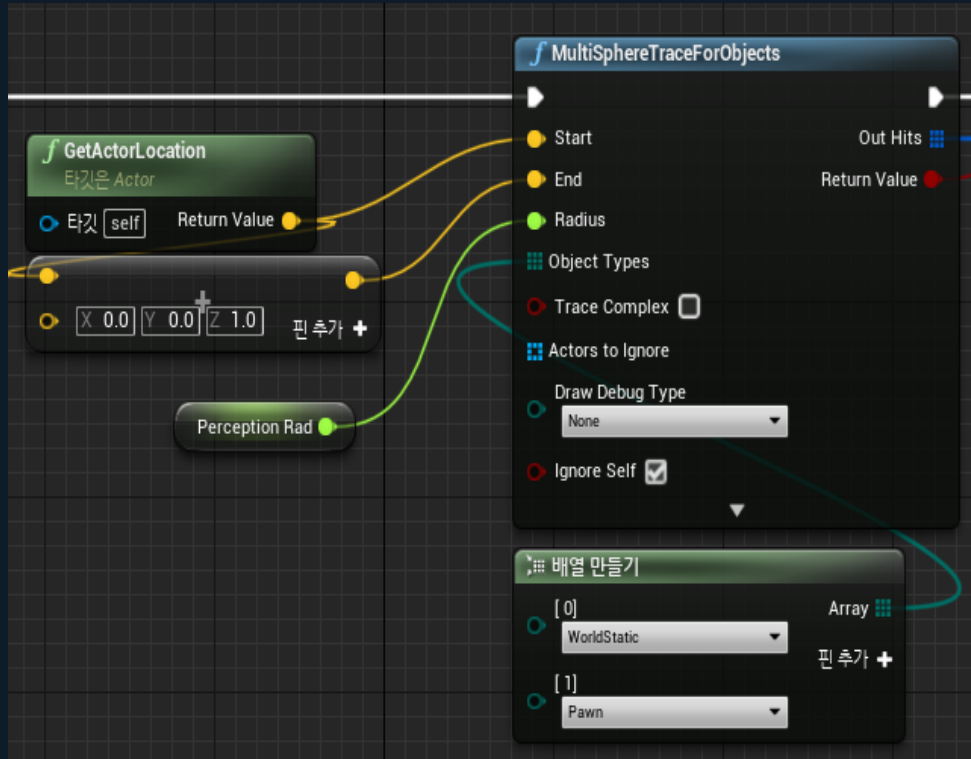 MultiSphereTraceForObjects
GetActorLocation
타깃은 Actor
타깃 self Return Value
X 0.0 Y 0.0 Z 1.0
핀 추가
Perception Rad
Start Out Hits
End Return Value
Radius
Object Types
Trace Complex
Actors to Ignore
Draw Debug Type
None
Ignore Self
배열 만들기
[0] Array
WorldStatic
핀 추가
[1]
Pawn